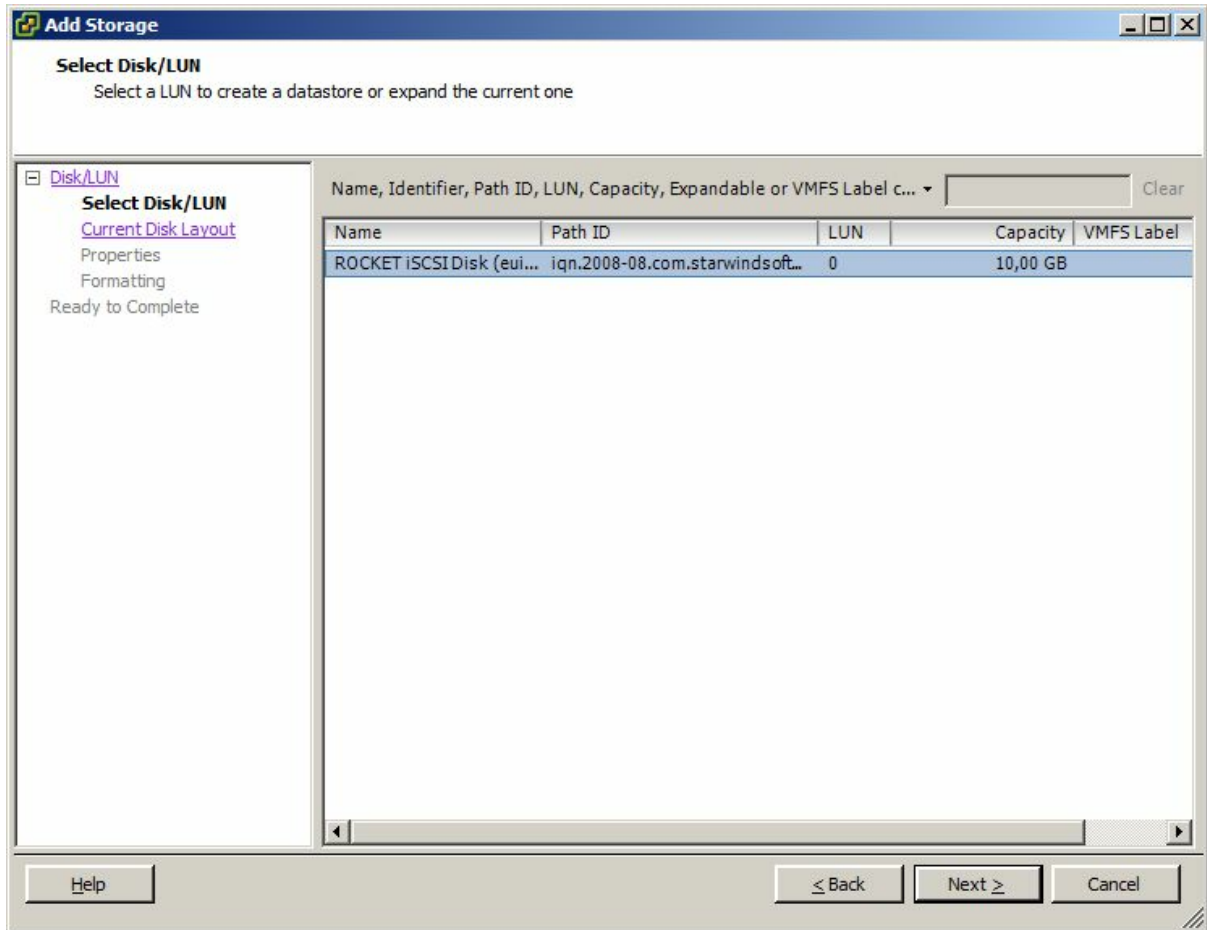 Add Storage
Select Disk/LUN
Select a LUN to create a datastore or expand the current one
Disk/LUN
Select Disk/LUN
Current Disk Layout
Properties
Formatting
Ready to Complete
Name, Identifier, Path ID, LUN, Capacity, Expandable or VMFS Label c... Clear
Name Path ID LUN Capacity VMFS Label
ROCKET iSCSI Disk (eui... iqn.2008-08.com.starwindsoft... 0 10,00 GB
Help < Back Next > Cancel